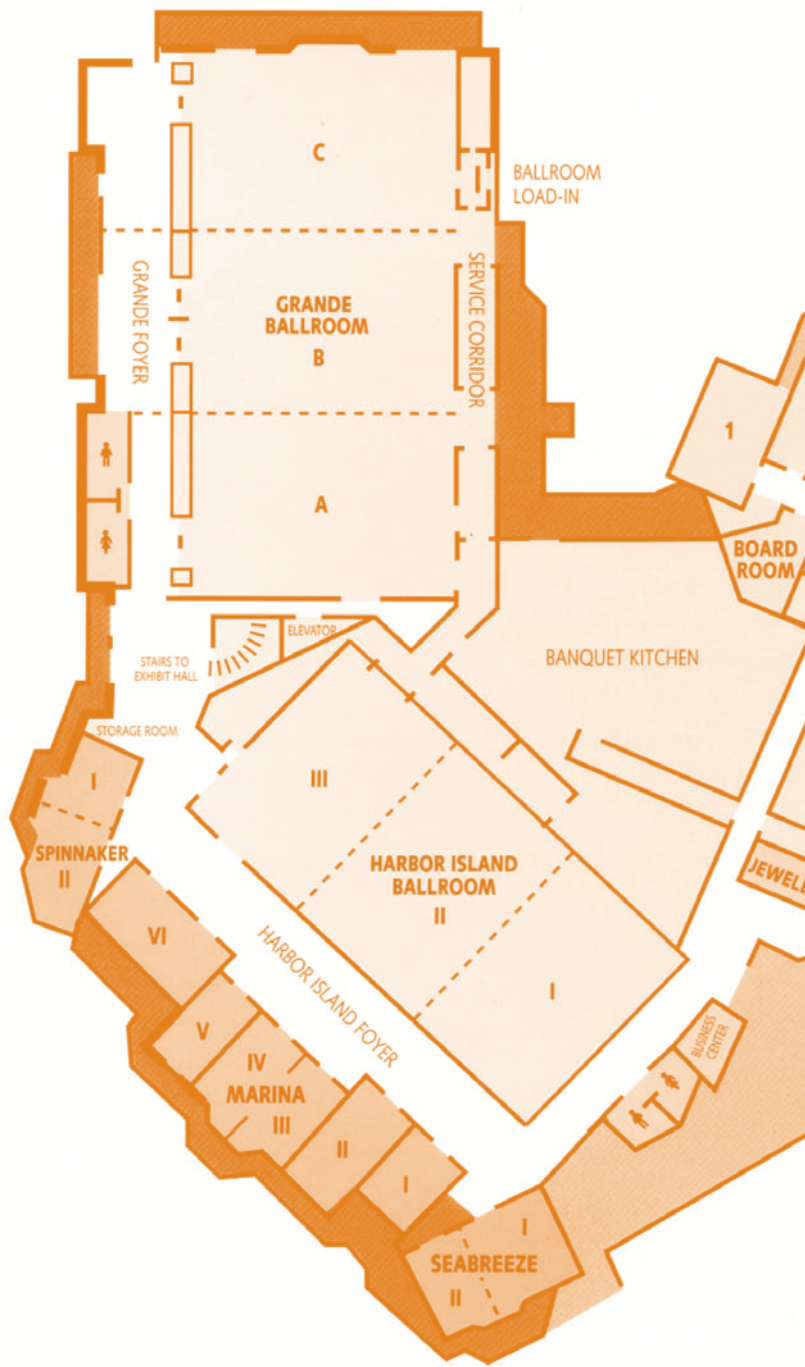 C
BALLROOM
LOAD-IN
GRANDE FOYER
GRANDE
BALLROOM
B
SERVICE CORRIDOR
1
A
BOARD
ROOM
ELEVATOR
STAIRS TO
EXHIBIT HALL
BANQUET KITCHEN
STORAGE ROOM
I
SPINNAKER
II
III
HARBOR ISLAND
BALLROOM
II
I
JEWELE
HARBOR ISLAND FOYER
VI
V
IV
MARINA
III
II
I
BUSINESS
CENTER
I
SEABREEZE
II